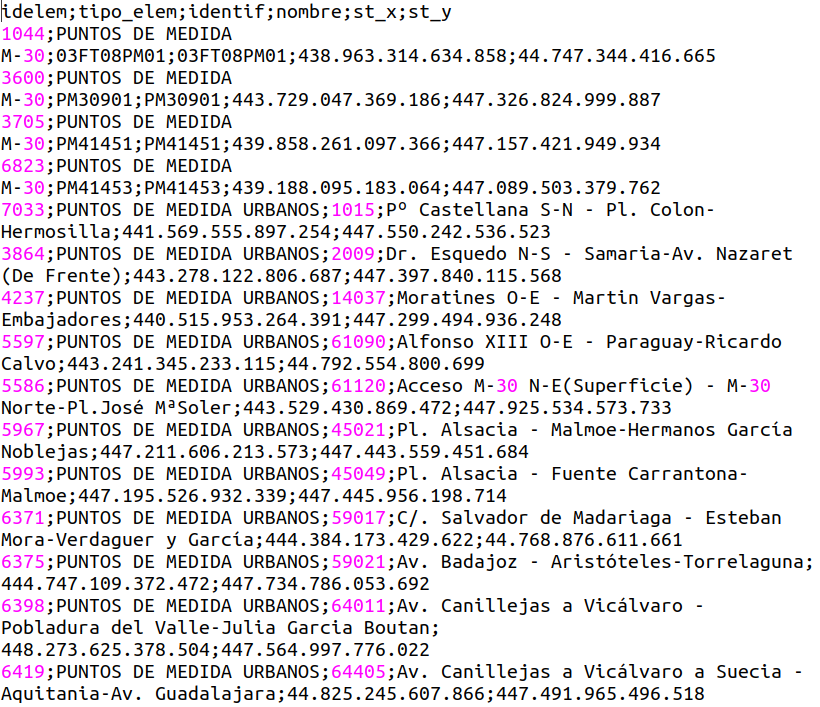 idelem;tipo_elem;identif;nombre;st_x;st_y
1044;PUNTOS DE MEDIDA
M-30;03FT08PM01;03FT08PM01;438.963.314.634.858;44.747.344.416.665
3600;PUNTOS DE MEDIDA
M-30;PM30901;PM30901;443.729.047.369.186;447.326.824.999.887
3705;PUNTOS DE MEDIDA
M-30;PM41451;PM41451;439.858.261.097.366;447.157.421.949.934
6823;PUNTOS DE MEDIDA
M-30;PM41453;PM41453;439.188.095.183.064;447.089.503.379.762
7033;PUNTOS DE MEDIDA URBANOS;1015;Pº Castellana S-N - Pl. Colon-
Hermosilla;441.569.555.897.254;447.550.242.536.523
3864;PUNTOS DE MEDIDA URBANOS;2009;Dr. Esquedo N-S - Samaria-Av. Nazaret
(De Frente);443.278.122.806.687;447.397.840.115.568
4237;PUNTOS DE MEDIDA URBANOS;14037;Moratines O-E - Martin Vargas-
Embajadores;440.515.953.264.391;447.299.494.936.248
5597;PUNTOS DE MEDIDA URBANOS;61090;Alfonso XIII O-E - Paraguay-Ricardo
Calvo;443.241.345.233.115;44.792.554.800.699
5586;PUNTOS DE MEDIDA URBANOS;61120;Acceso M-30 N-E(Superficie) - M-30
Norte-Pl.José MªSoler;443.529.430.869.472;447.925.534.573.733
5967;PUNTOS DE MEDIDA URBANOS;45021;Pl. Alsacia - Malmoe-Hermanos García
Noblejas;447.211.606.213.573;447.443.559.451.684
5993;PUNTOS DE MEDIDA URBANOS;45049;Pl. Alsacia - Fuente Carrantona-
Malmoe;447.195.526.932.339;447.445.956.198.714
6371;PUNTOS DE MEDIDA URBANOS;59017;C/. Salvador de Madariaga - Esteban
Mora-Verdaguer y García;444.384.173.429.622;44.768.876.611.661
6375;PUNTOS DE MEDIDA URBANOS;59021;Av. Badajoz - Aristóteles-Torrelaguna;
444.747.109.372.472;447.734.786.053.692
6398;PUNTOS DE MEDIDA URBANOS;64011;Av. Canillejas a Vicálvaro -
Pobladura del Valle-Julia Garcia Boutan;
448.273.625.378.504;447.564.997.776.022
6419;PUNTOS DE MEDIDA URBANOS;64405;Av. Canillejas a Vicálvaro a Suecia -
Aquitania-Av. Guadalajara;44.825.245.607.866;447.491.965.496.518